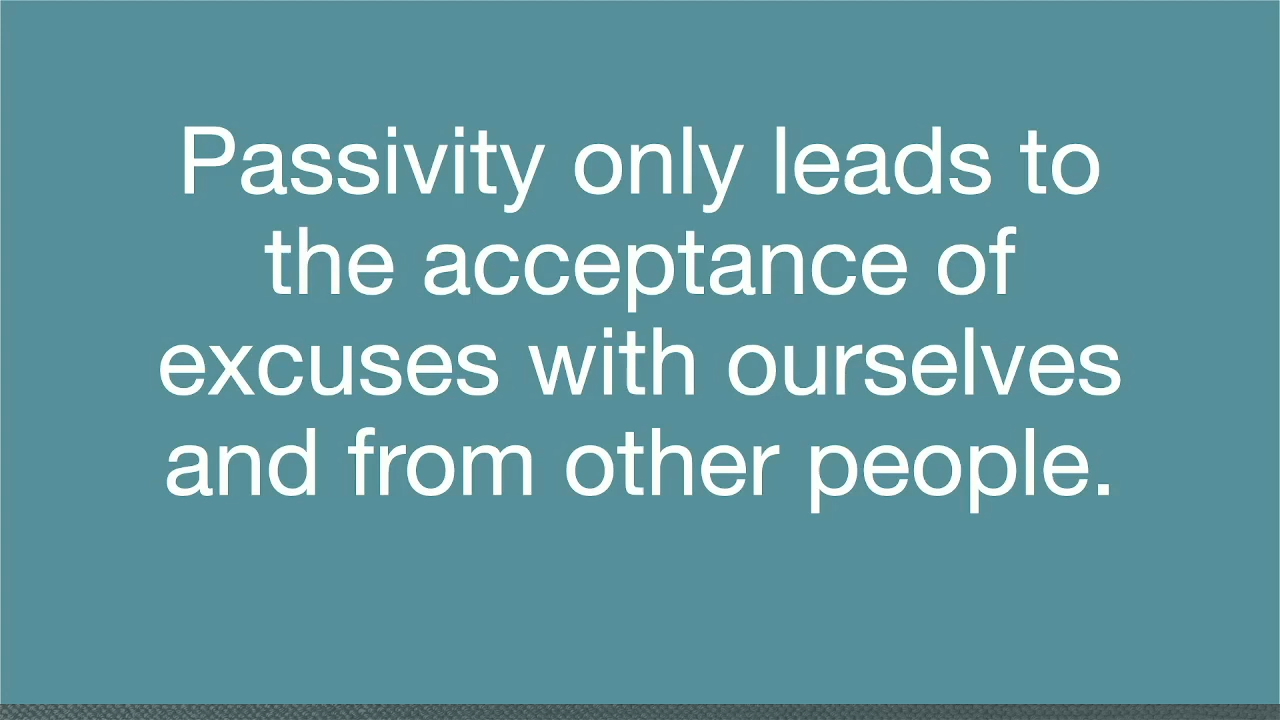 Passivity only leads to
the acceptance of
excuses with ourselves
and from other people.